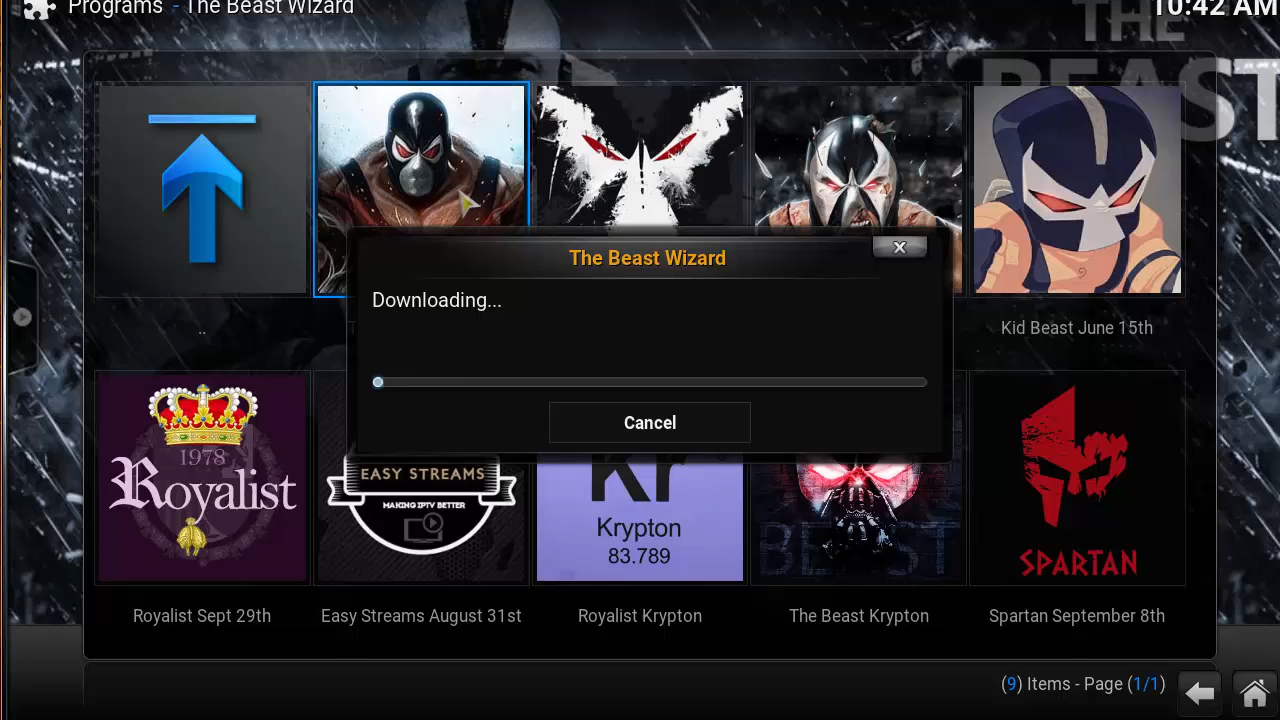 Programs - The Beast Wizard
10:42 AM
THE
BEAST
The Beast Wizard
X
Downloading...
Cancel
..
Kid Beast June 15th
1978
Royalist
EASY STREAMS
MAKING IPTV BETTER
Kr
Krypton
83.789
BEAST
SPARTAN
Royalist Sept 29th
Easy Streams August 31st
Royalist Krypton
The Beast Krypton
Spartan September 8th
(9) Items - Page (1/1)